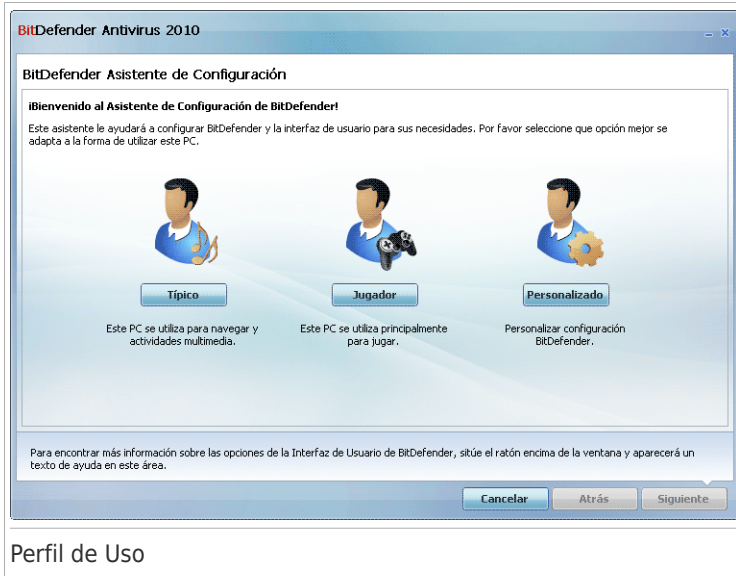 BitDefender Antivirus 2010
BitDefender Asistente de Configuración
¡Bienvenido al Asistente de Configuración de BitDefender!
Este asistente le ayudará a configurar BitDefender y la interfaz de usuario para sus necesidades. Por favor seleccione que opción mejor se
adapta a la forma de utilizar este PC.
Típico
Jugador
Personalizado
Este PC se utiliza para navegar y
actividades multimedia.
Este PC se utiliza principalmente
para jugar.
Personalizar configuración
BitDefender.
Para encontrar más información sobre las opciones de la Interfaz de Usuario de BitDefender, sitúe el ratón encima de la ventana y aparecerá un
texto de ayuda en este área.
Cancelar
Atrás
Siguiente
Perfil de Uso